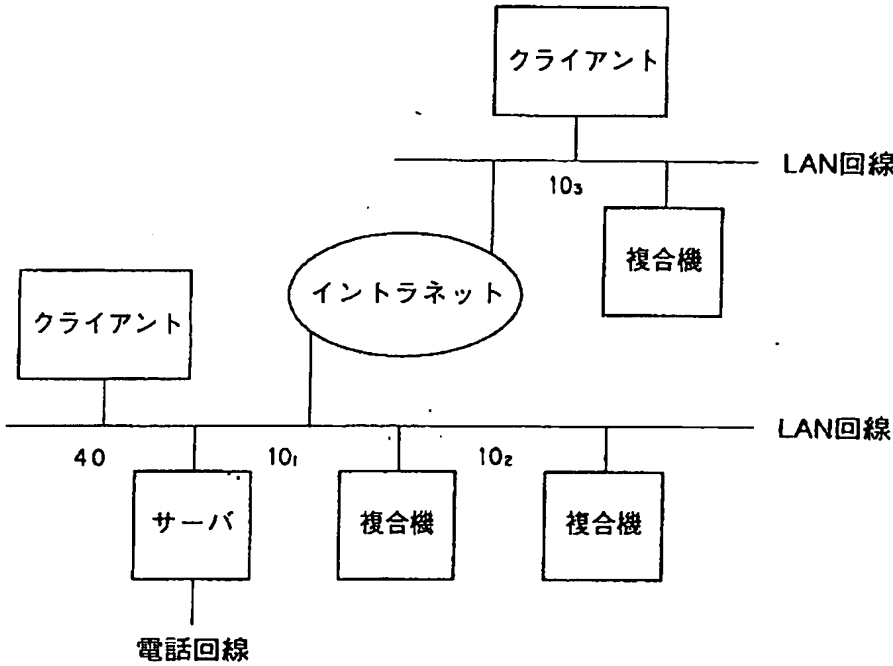 クライアント
LAN回線
10₃
複合機
イントラネット
クライアント
LAN回線
40
10₁
10₂
サーバ
複合機
複合機
電話回線